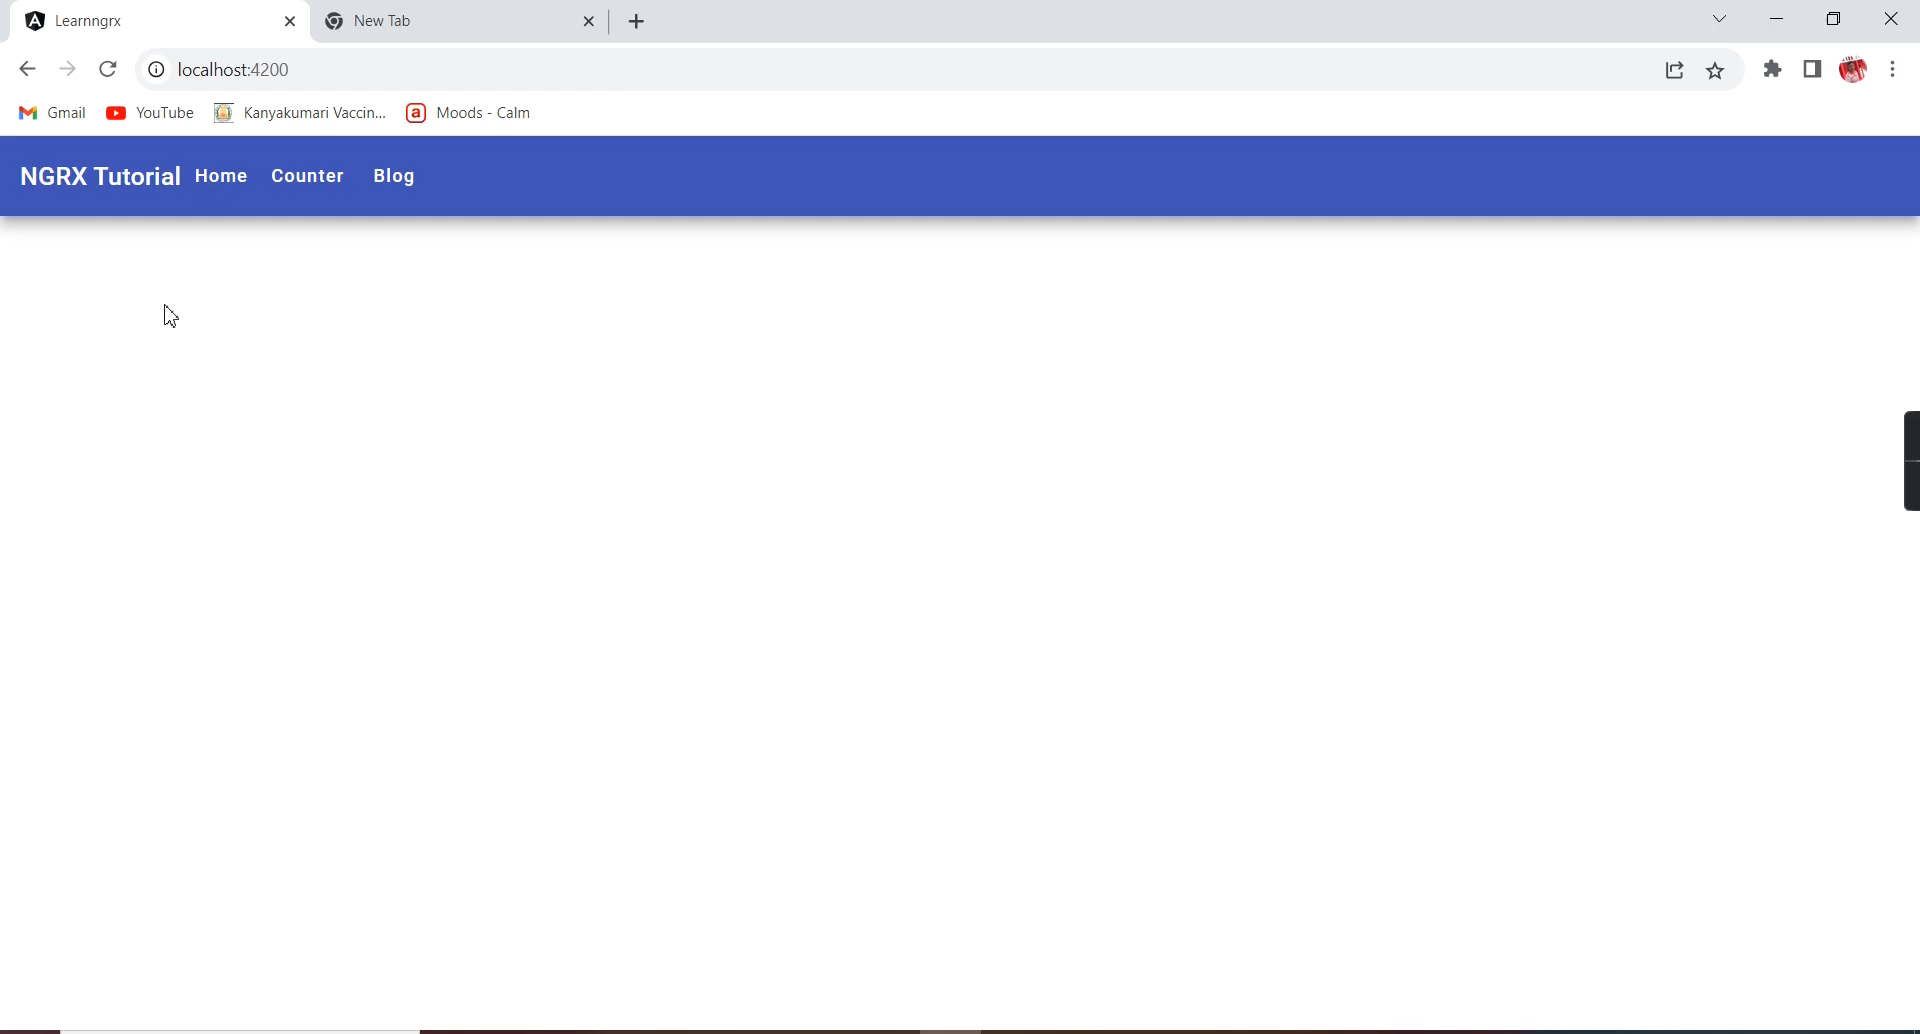 Learnngrx
New Tab
localhost:4200
Gmail
YouTube
Kanyakumari Vaccin...
Moods - Calm
NGRX Tutorial Home Counter Blog